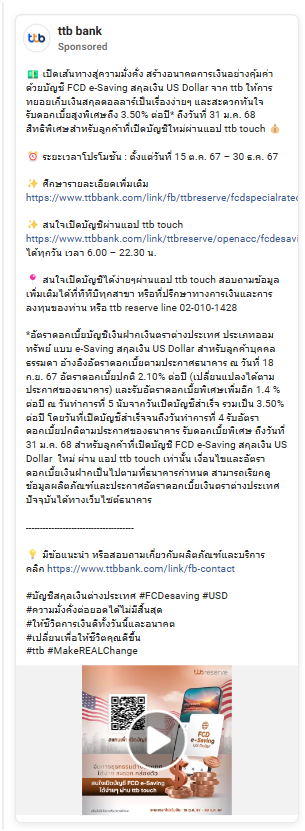 ttb bank
Sponsored
💵 เปิดเส้นทางสู่ความมั่งคั่ง สร้างอนาคตการเงินอย่างคุ้มค่า
ด้วยบัญชี FCD e-Saving สกุลเงิน US Dollar จาก ttb ให้การ
ทยอยเก็บเงินสกุลดอลลาร์เป็นเรื่องง่ายๆ และสะดวกทันใจ
รับดอกเบี้ยสูงพิเศษถึง 3.50% ต่อปี* ถึงวันที่ 31 ม.ค. 68
สิทธิพิเศษสำหรับลูกค้าที่เปิดบัญชีใหม่ผ่านแอป ttb touch 👍
⏰ ระยะเวลาโปรโมชัน : ตั้งแต่วันที่ 15 ต.ค. 67 – 30 ธ.ค. 67
✨ ศึกษารายละเอียดเพิ่มเติม
https://www.ttbbank.com/link/fb/ttbreserve/fcdspecialrate
✨ สนใจเปิดบัญชีผ่านแอป ttb touch
https://www.ttbbank.com/link/ttbreserve/openacc/fcdesavi
ได้ทุกวัน เวลา 6.00 – 22.30 น.
📍 สนใจเปิดบัญชีได้ง่ายๆผ่านแอป ttb touch สอบถามข้อมูล
เพิ่มเติมได้ที่ทีทีบีทุกสาขา หรือที่ปรึกษาทางการเงินและการ
ลงทุนของท่าน หรือ ttb reserve line 02-010-1428
*อัตราดอกเบี้ยบัญชีเงินฝากเงินตราต่างประเทศ ประเภทออม
ทรัพย์ แบบ e-Saving สกุลเงิน US Dollar สำหรับลูกค้าบุคคล
ธรรมดา อ้างอิงอัตราดอกเบี้ยตามประกาศธนาคาร ณ วันที่ 18
ก.ย. 67 อัตราดอกเบี้ยปกติ 2.10% ต่อปี (เปลี่ยนแปลงได้ตาม
ประกาศของธนาคาร) และรับอัตราดอกเบี้ยพิเศษเพิ่มอีก 1.4 %
ต่อปี ณ วันทำการที่ 5 นับจากวันเปิดบัญชีสำเร็จ รวมเป็น 3.50%
ต่อปี โดยวันที่เปิดบัญชีสำเร็จจนถึงวันทำการที่ 4 รับอัตรา
ดอกเบี้ยปกติตามประกาศของธนาคาร รับดอกเบี้ยพิเศษ ถึงวันที่
31 ม.ค 68 สำหรับลูกค้าที่เปิดบัญชี FCD e-Saving สกุลเงิน US
Dollar ใหม่ ผ่าน แอป ttb touch เท่านั้น เงื่อนไขและอัตรา
ดอกเบี้ยเงินฝากเป็นไปตามที่ธนาคารกำหนด สามารถเรียกดู
ข้อมูลผลิตภัณฑ์และประกาศอัตราดอกเบี้ยเงินตราต่างประเทศ
ปัจจุบันได้ทางเว็บไซต์ธนาคาร
--------------------------------------
💡 มีข้อแนะนำ หรือสอบถามเกี่ยวกับผลิตภัณฑ์และบริการ
คลิก https://www.ttbbank.com/link/fb-contact
#บัญชีสกุลเงินต่างประเทศ #FCDesaving #USD
#ความมั่งคั่งต่อยอดได้ไม่มีสิ้นสุด
#ให้ชีวิตการเงินดีทั้งวันนี้และอนาคต
#เปลี่ยนเพื่อให้ชีวิตคุณดีขึ้น
#ttb #MakeREALChange
ttbreserve
FCD
e-Saving
US Dollar
สนใจเปิดบัญชี FCD e-Saving
ได้ง่ายๆ ผ่าน ttb touch